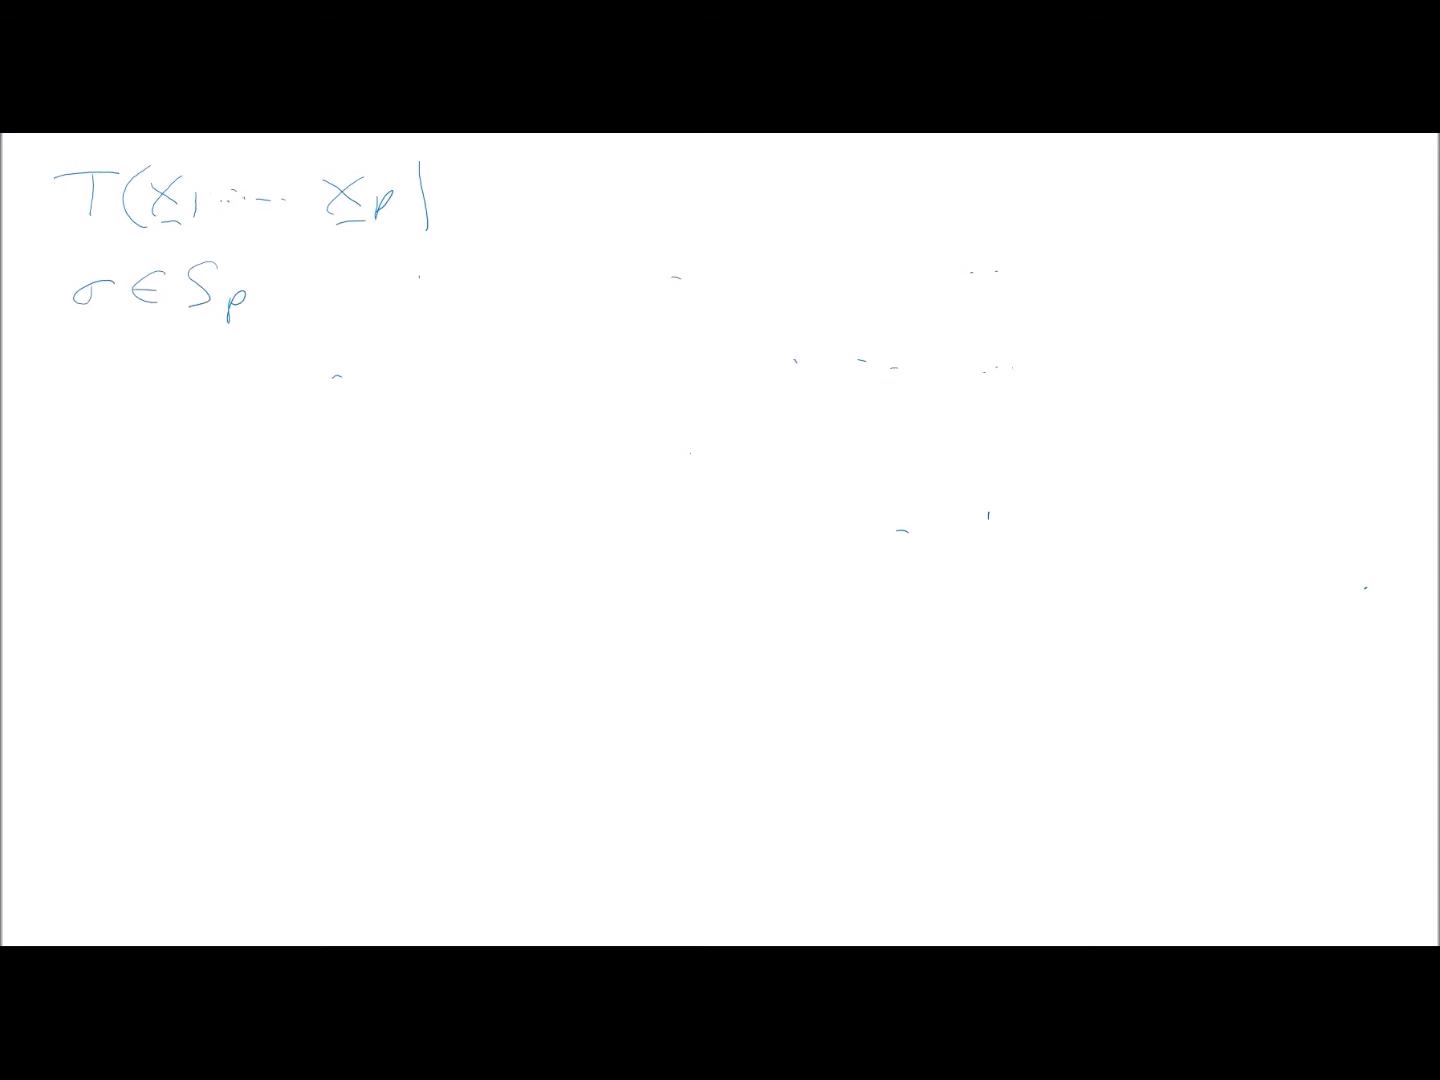 T(X1 ...... Xp)
σ ∈ Sp